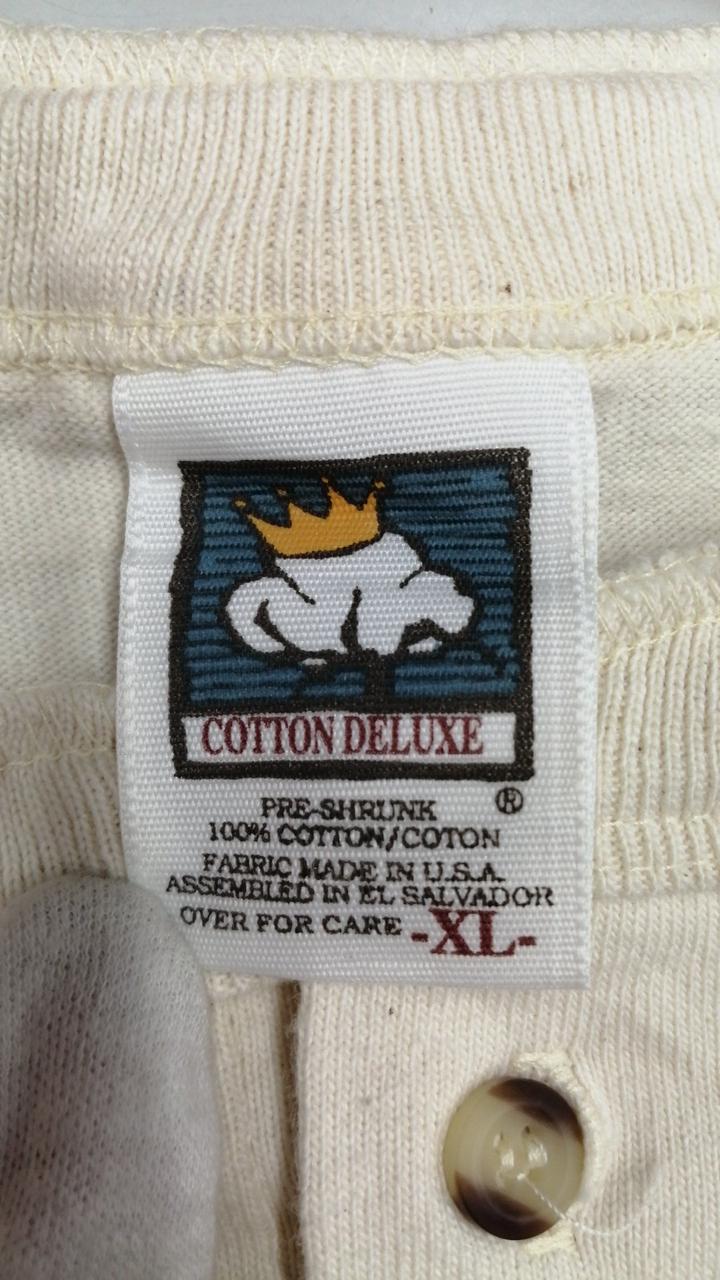 COTTON DELUXE
®
PRE-SHRUNK
100% COTTON/COTON
FABRIC MADE IN U.S.A.
ASSEMBLED IN EL SALVADOR
OVER FOR CARE -XL-